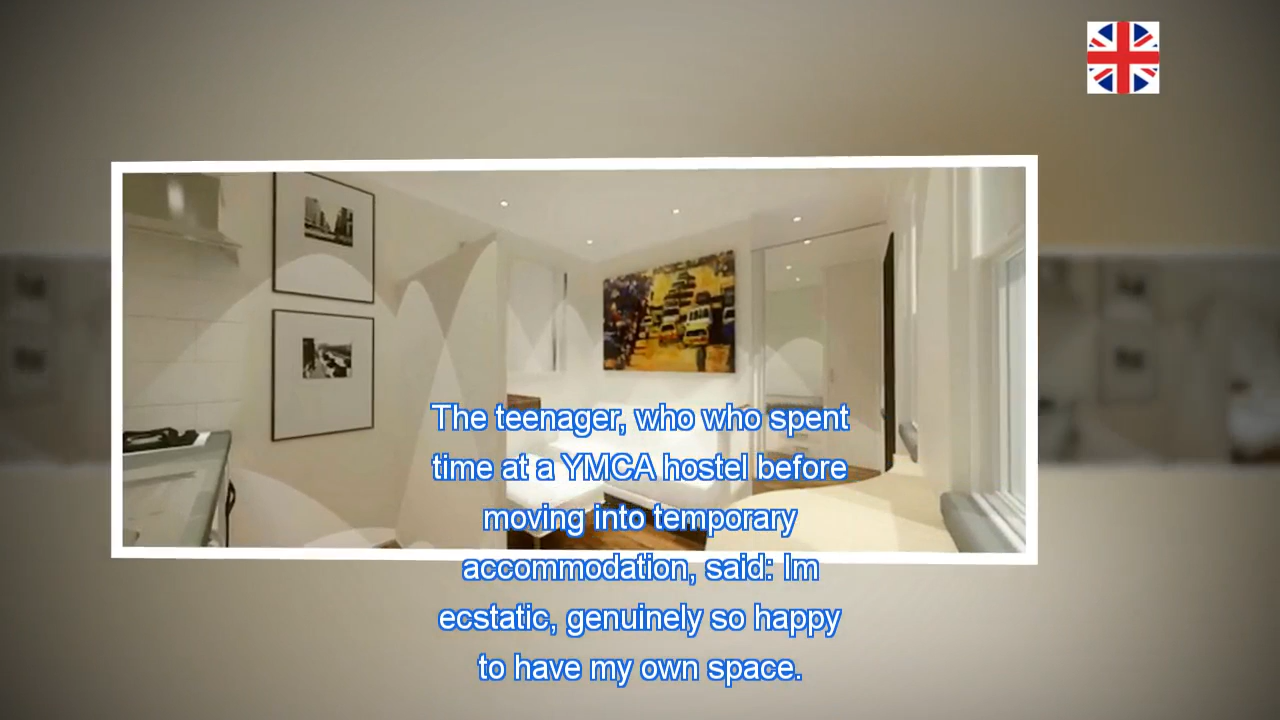 The teenager, who who spent
time at a YMCA hostel before
moving into temporary
accommodation, said: Im
ecstatic, genuinely so happy
to have my own space.